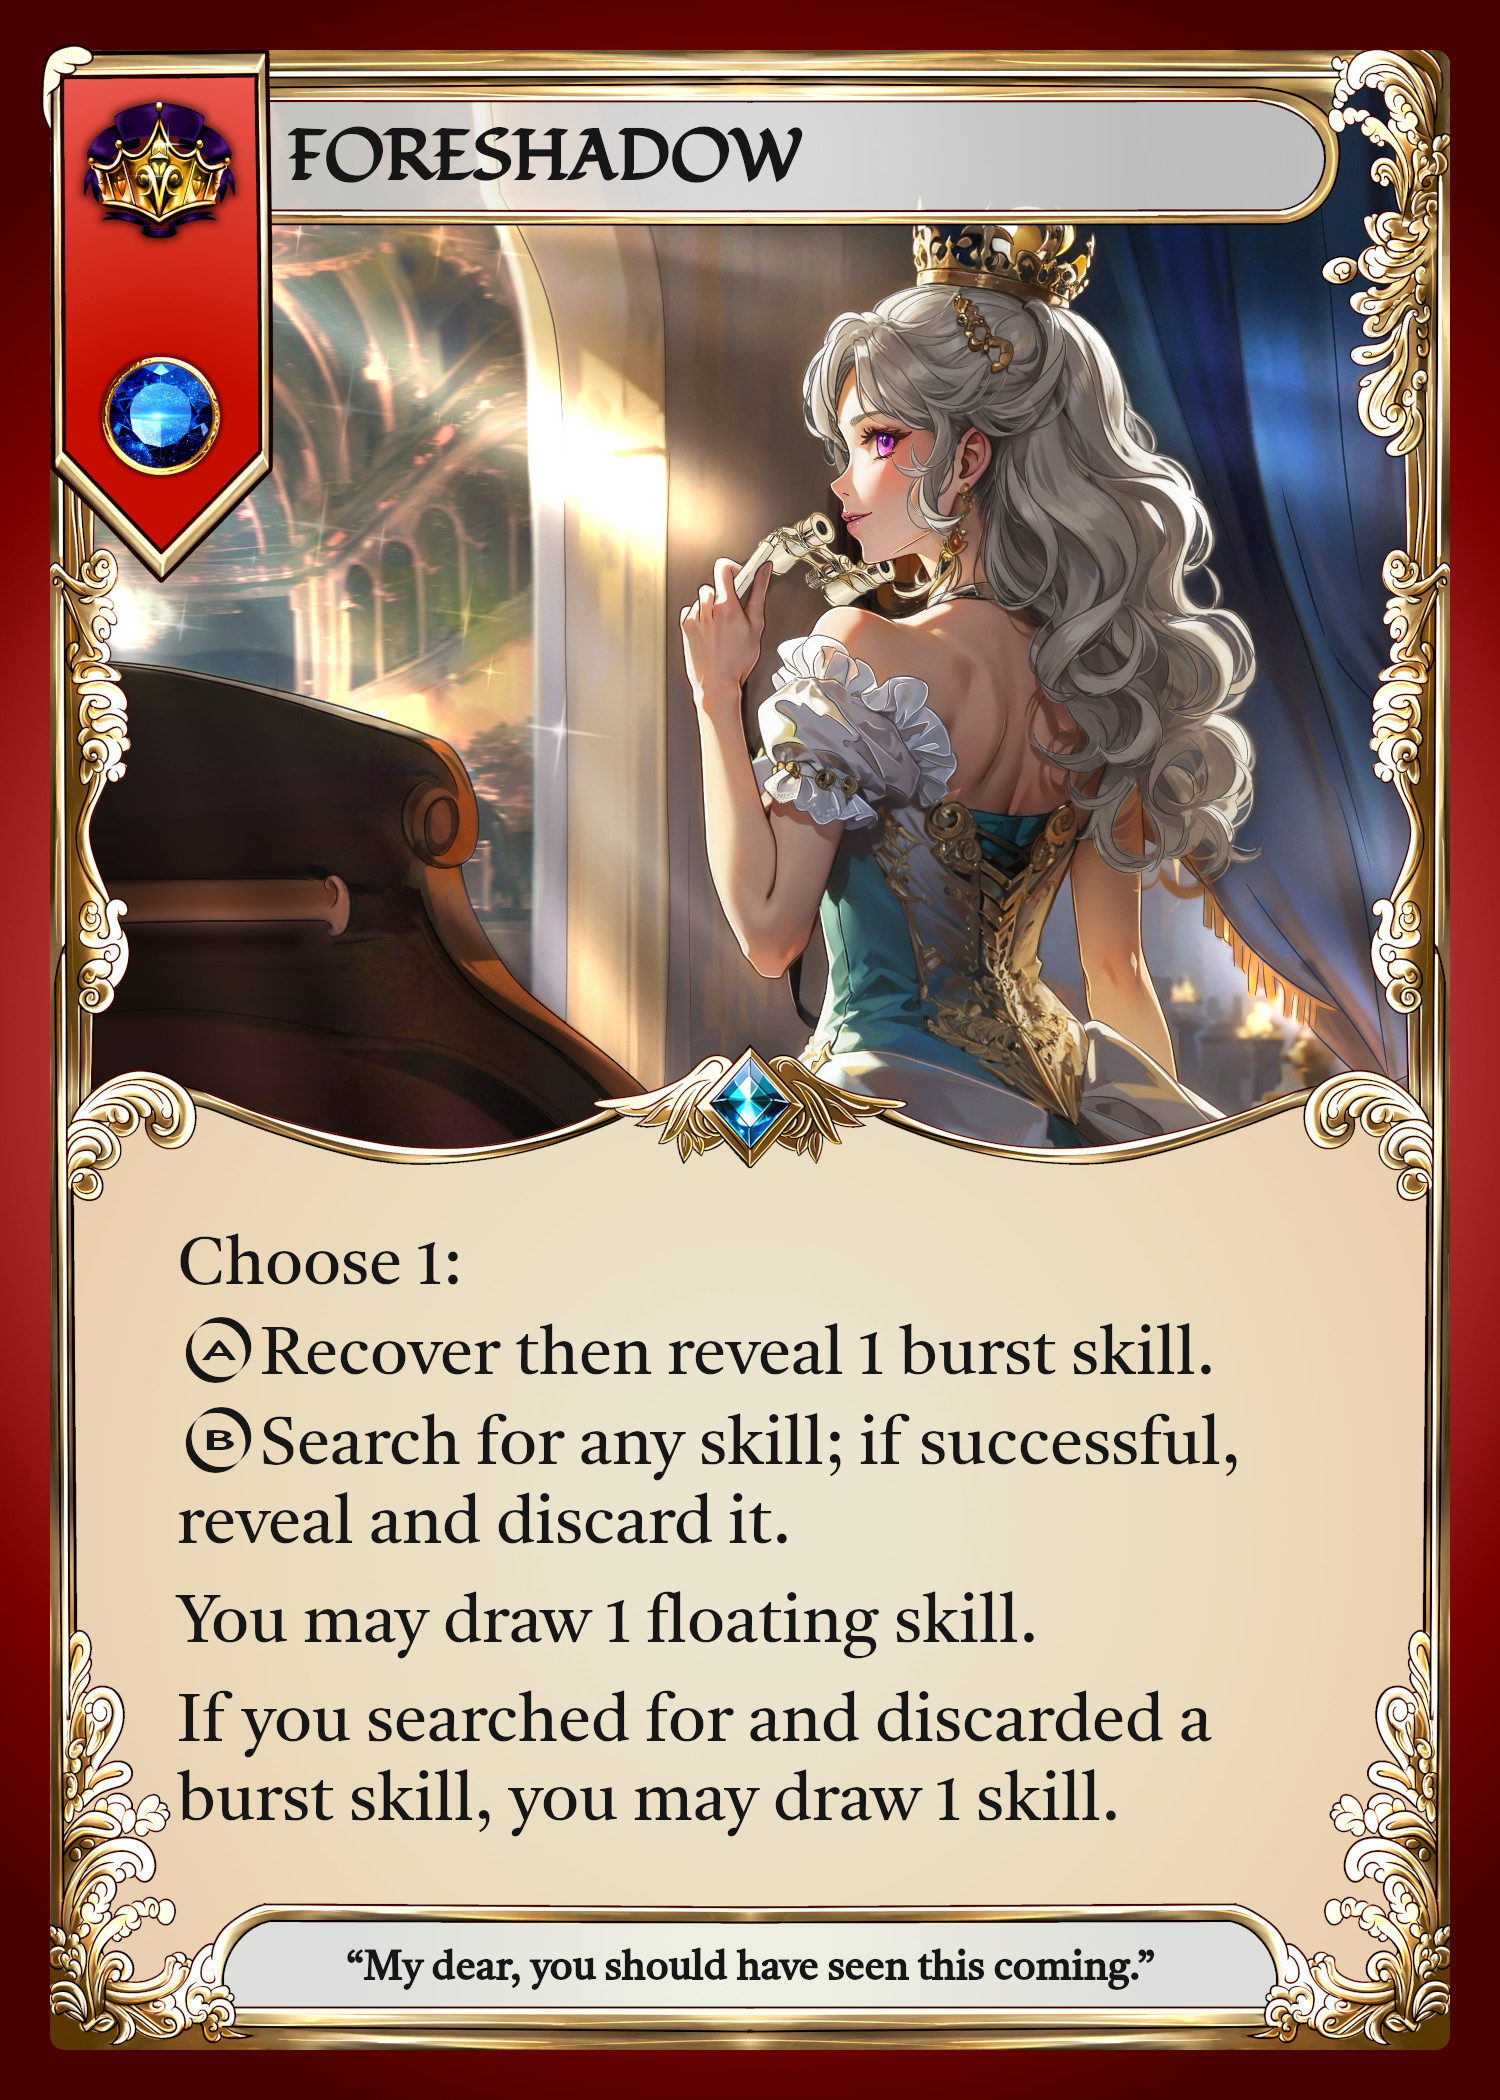 FORESHADOW
Choose 1:
A Recover then reveal 1 burst skill.
B Search for any skill; if successful,
reveal and discard it.
You may draw 1 floating skill.
If you searched for and discarded a
burst skill, you may draw 1 skill.
“My dear, you should have seen this coming.”